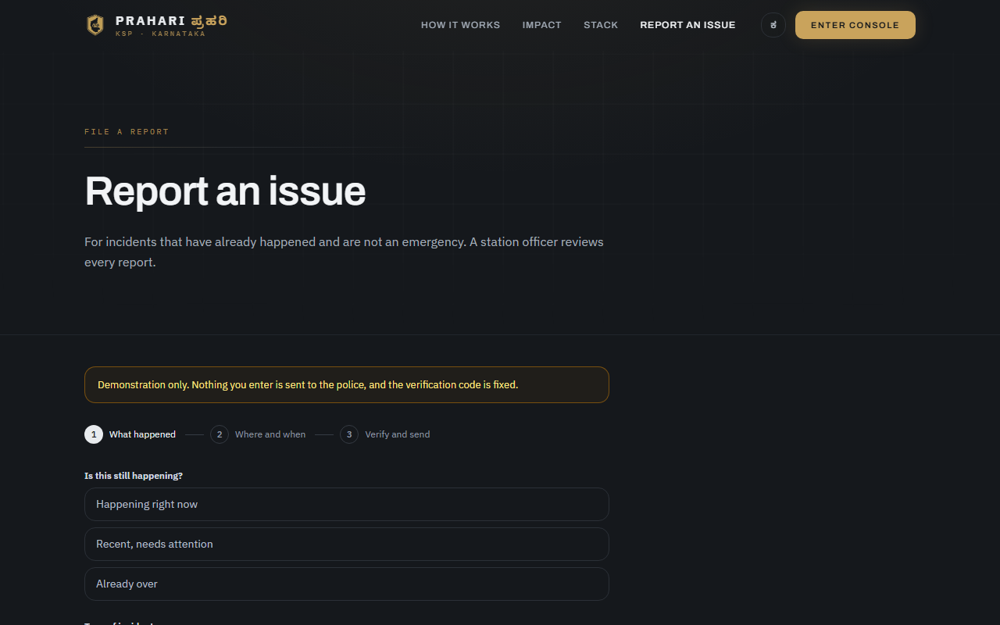 PRAHARI ಪ್ರಹರಿ
KSP - KARNATAKA
HOW IT WORKS
IMPACT
STACK
REPORT AN ISSUE
ಕ
ENTER CONSOLE
FILE A REPORT
Report an issue
For incidents that have already happened and are not an emergency. A station officer reviews
every report.
Demonstration only. Nothing you enter is sent to the police, and the verification code is fixed.
1 What happened
2 Where and when
3 Verify and send
Is this still happening?
Happening right now
Recent, needs attention
Already over